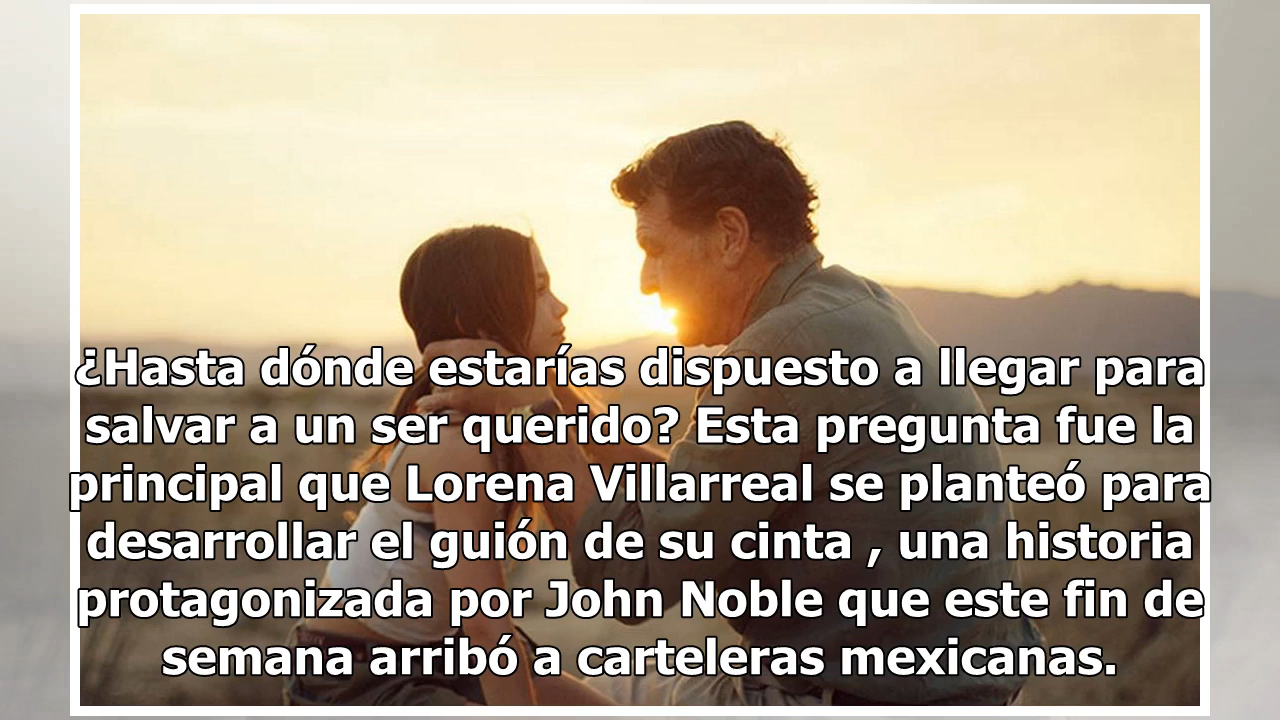 ¿Hasta dónde estarías dispuesto a llegar para
salvar a un ser querido? Esta pregunta fue la
principal que Lorena Villarreal se planteó para
desarrollar el guión de su cinta , una historia
protagonizada por John Noble que este fin de
semana arribó a carteleras mexicanas.